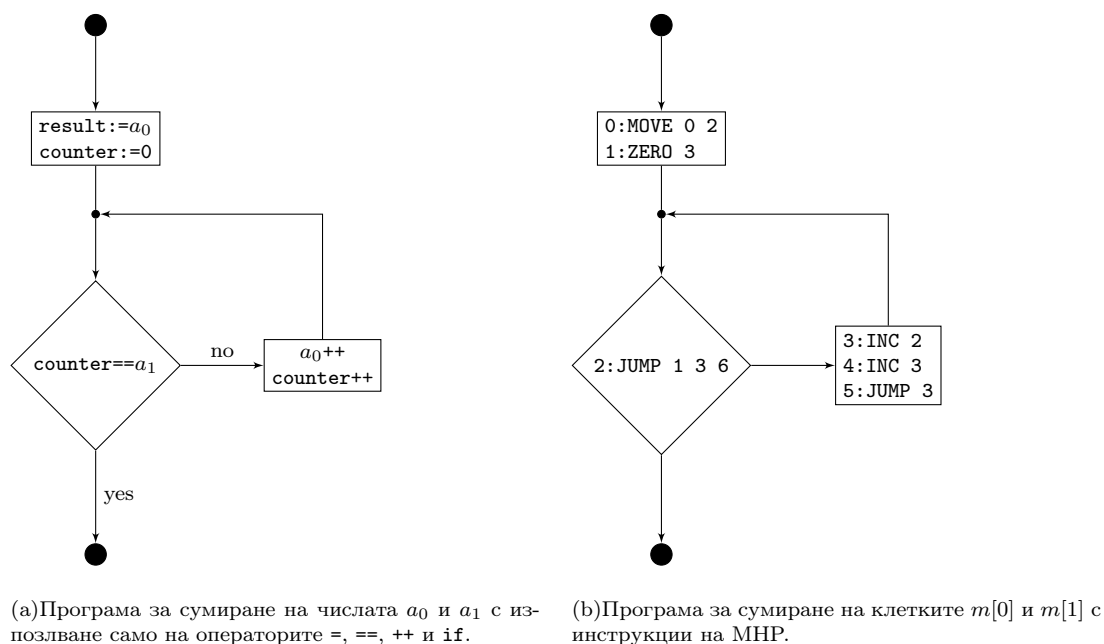 result:=a0
counter:=0
counter==a1
no
a0++
counter++
yes
(a)Програма за сумиране на числата a0 и a1 с из-
позлване само на операторите =, ==, ++ и if.
0:MOVE 0 2
1:ZERO 3
2:JUMP 1 3 6
3:INC 2
4:INC 3
5:JUMP 3
(b)Програма за сумиране на клетките m[0] и m[1] с
инструкции на МНР.